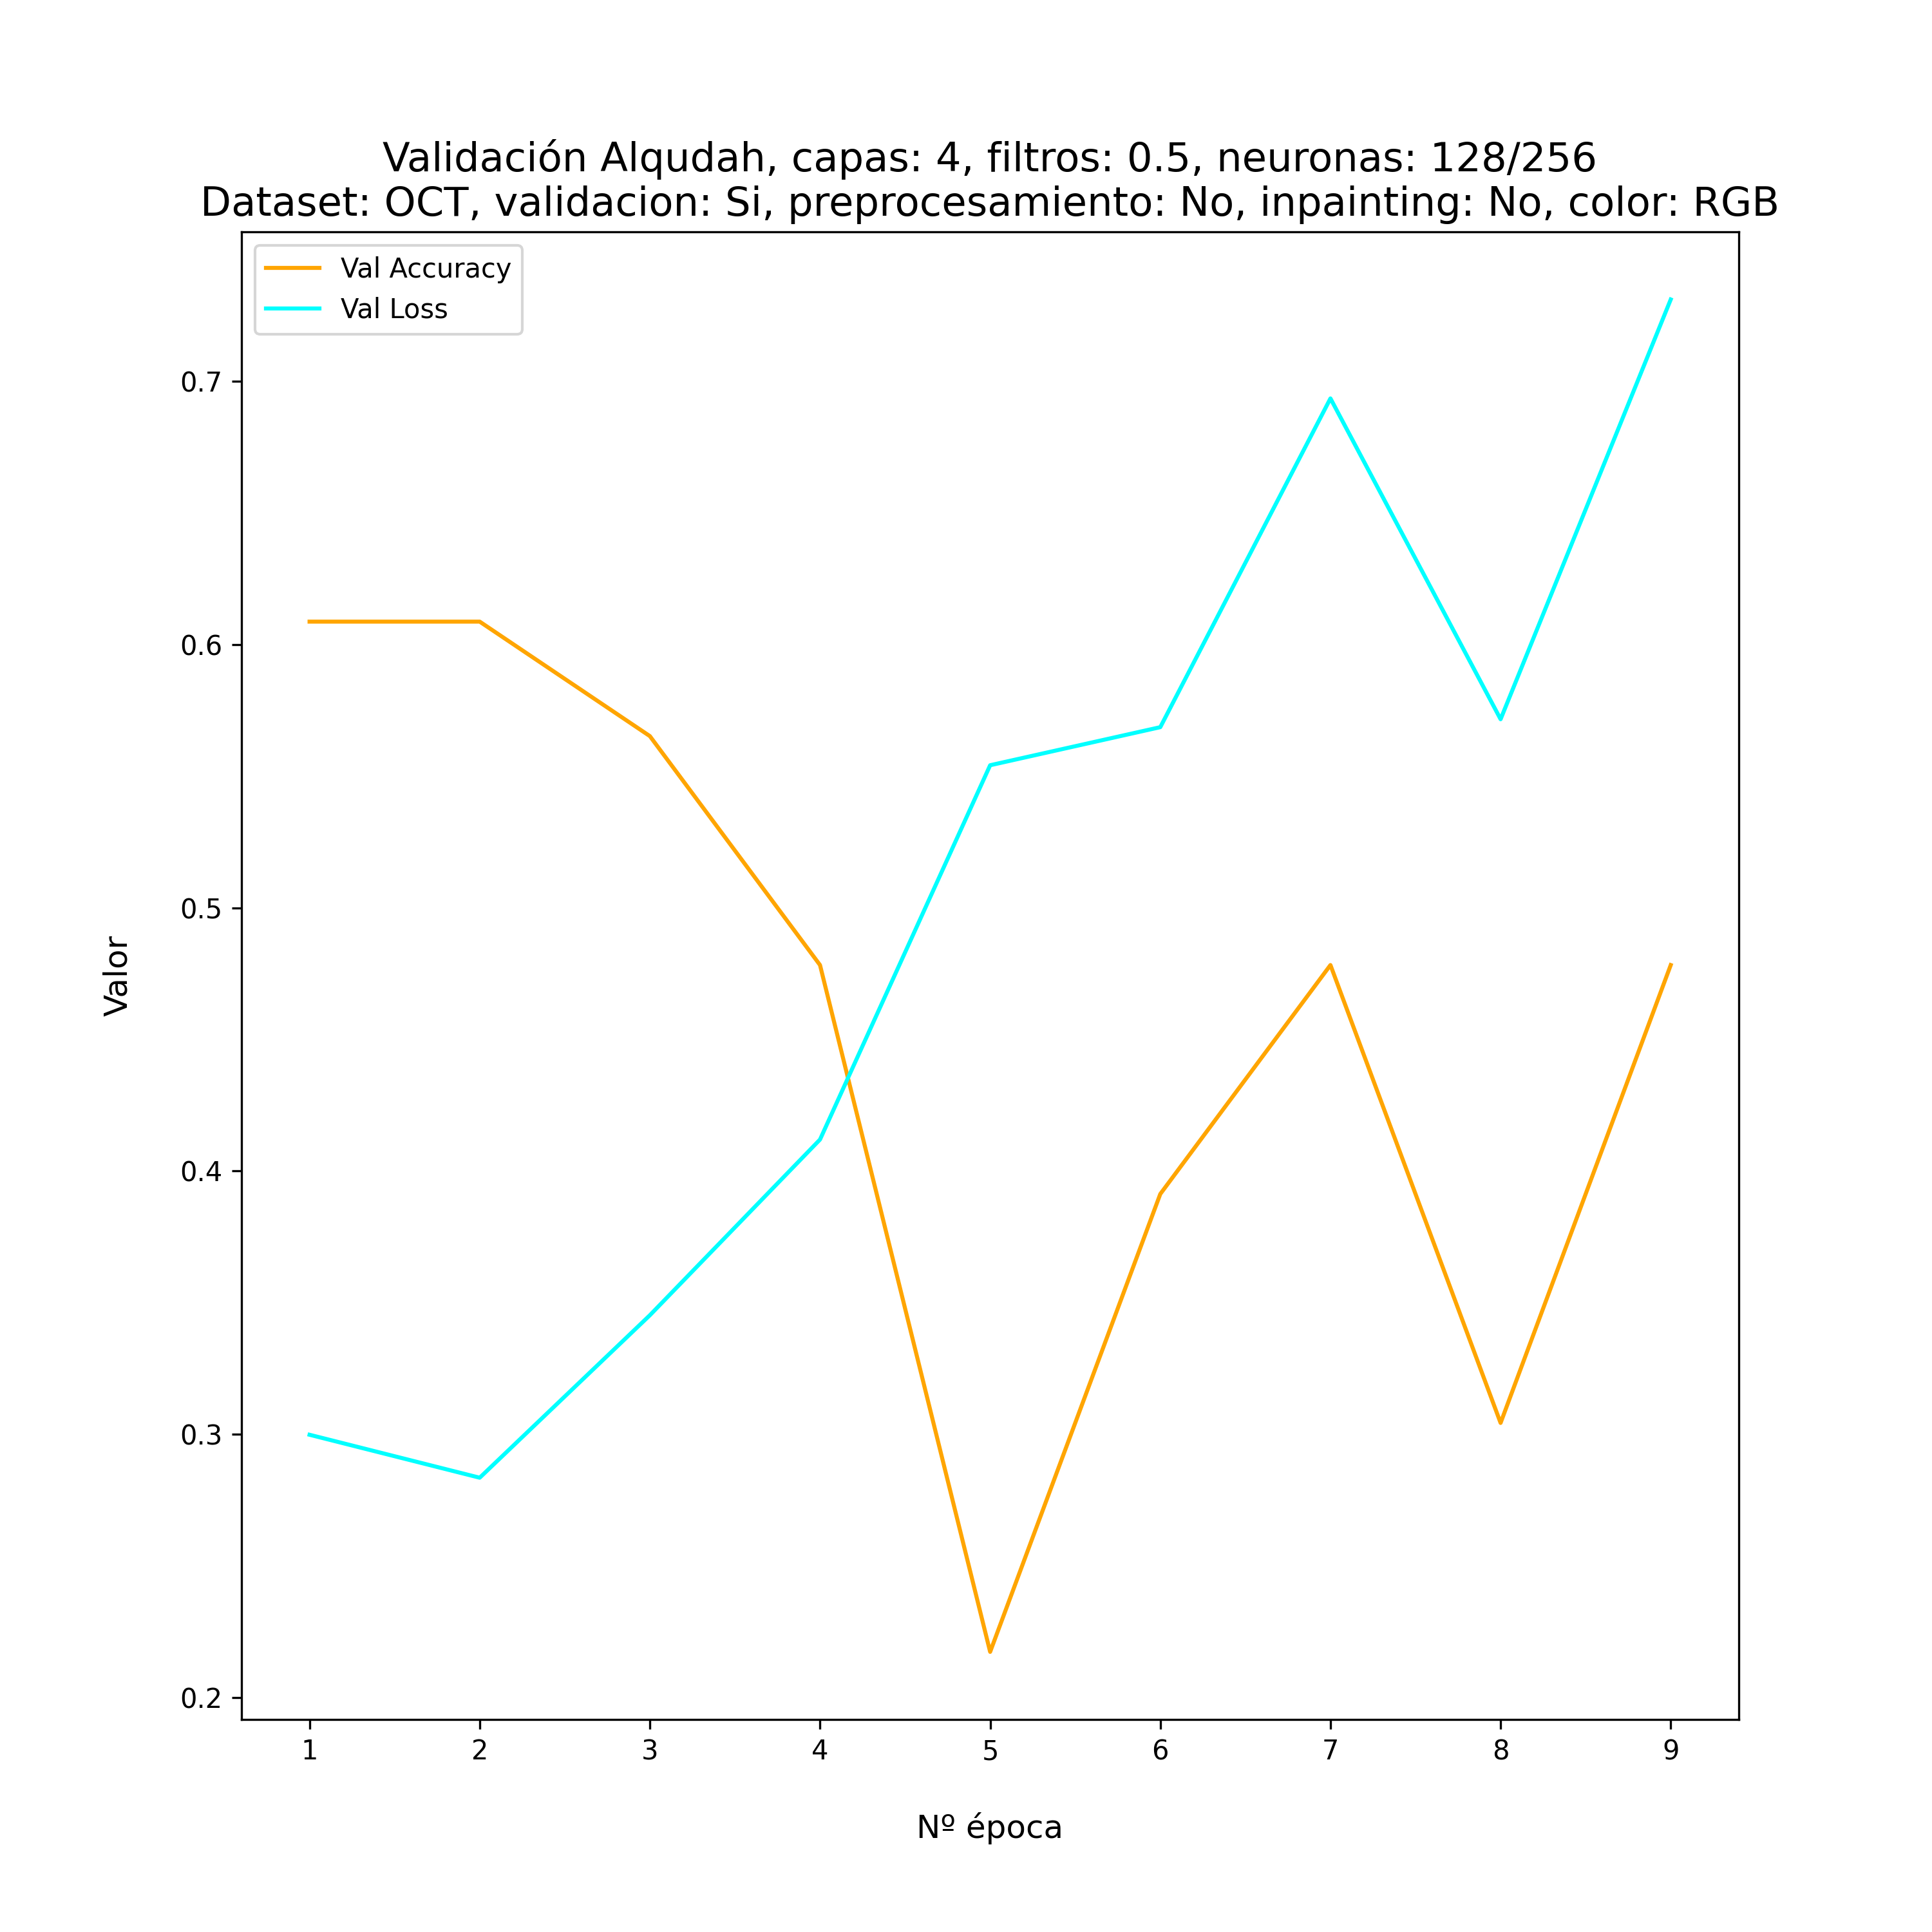 Validación Alqudah, capas: 4, filtros: 0.5, neuronas: 128/256
Dataset: OCT, validacion: Si, preprocesamiento: No, inpainting: No, color: RGB
Val Accuracy
Val Loss
0.7
0.6
0.5
0.4
0.3
0.2
Valor
1 2 3 4 5 6 7 8 9
Nº época